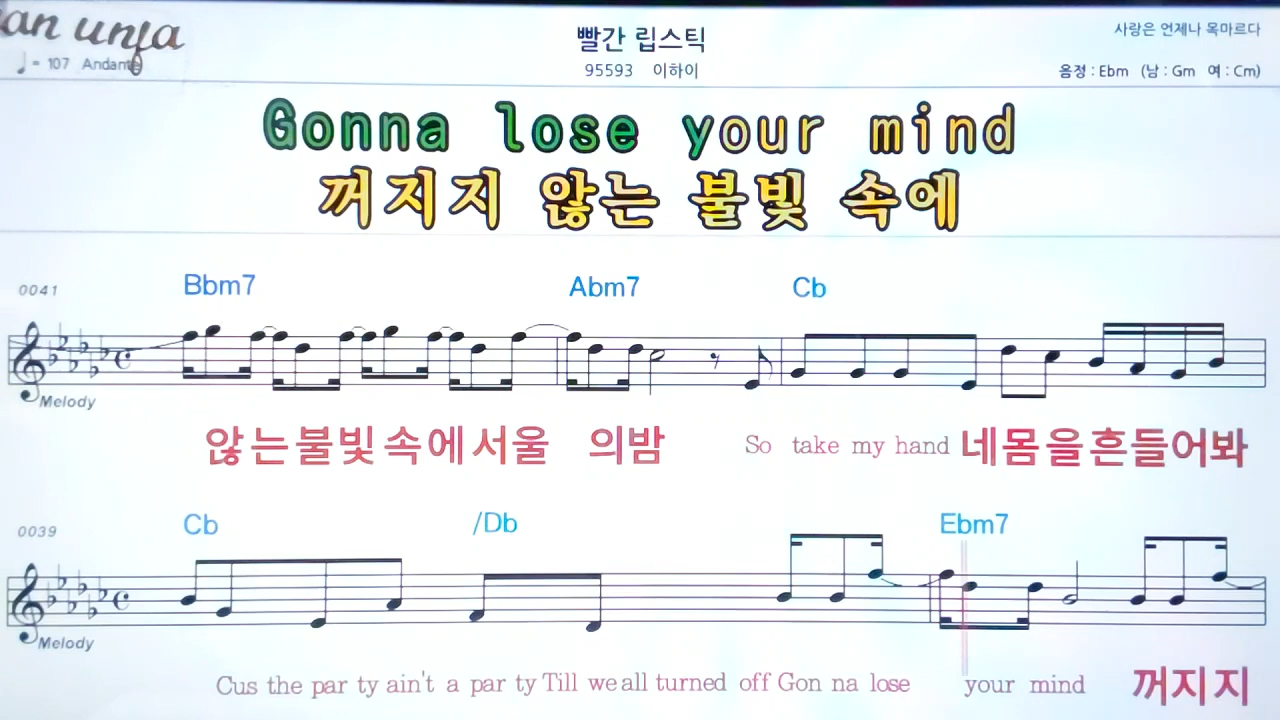 an unfa
빨간 립스틱
사랑은 언제나 목마르다
♩= 107 Andante
95593 이하이
음정 : Ebm (남 : Gm 여 : Cm)
Gonna lose your mind
꺼지지 않는 불빛 속에
0041 Bbm7 Abm7 Cb
Melody
않는불빛속에서울 의밤 So take my hand 네몸을흔들어봐
0039 Cb /Db Ebm7
Melody
Cus the par ty ain't a par ty Till we all turned off Gon na lose your mind 꺼지지